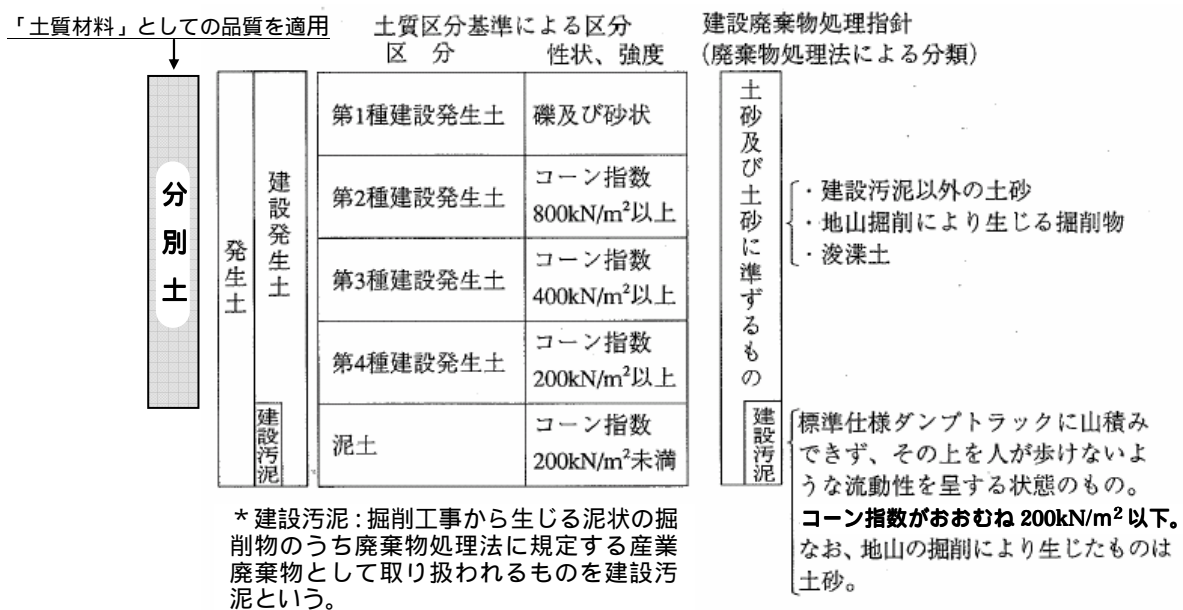 「土質材料」としての品質を適用
土質区分基準による区分
区　分　性状、強度
建設廃棄物処理指針
(廃棄物処理法による分類)
分別土
発生土
建設発生土
建設汚泥
第1種建設発生土　礫及び砂状
第2種建設発生土　コーン指数
800kN/m²以上
第3種建設発生土　コーン指数
400kN/m²以上
第4種建設発生土　コーン指数
200kN/m²以上
泥土　コーン指数
200kN/m²未満
土砂及び土砂に準ずるもの
・建設汚泥以外の土砂
・地山掘削により生じる掘削物
・浚渫土
建設汚泥
標準仕様ダンプトラックに山積み
できず、その上を人が歩けないよ
うな流動性を呈する状態のもの。
コーン指数がおおむね 200kN/m² 以下。
なお、地山の掘削により生じたものは
土砂。
＊建設汚泥：掘削工事から生じる泥状の掘
削物のうち廃棄物処理法に規定する産業
廃棄物として取り扱われるものを建設汚
泥という。